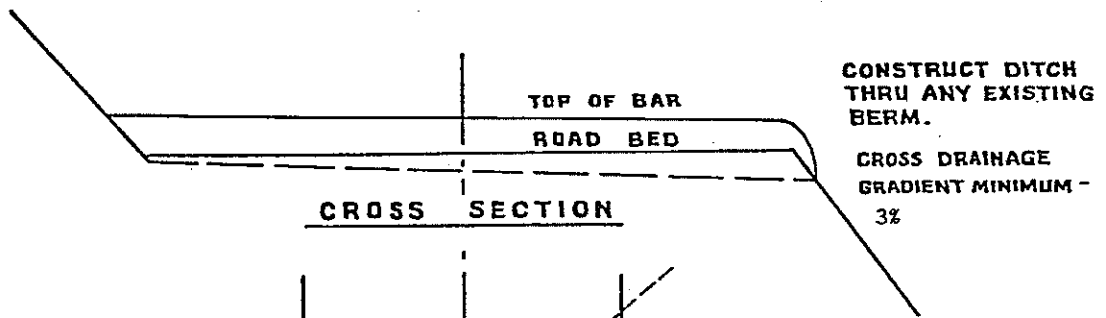 TOP OF BAR
ROAD BED
CROSS SECTION
CONSTRUCT DITCH
THRU ANY EXISTING
BERM.
CROSS DRAINAGE
GRADIENT MINIMUM -
3%